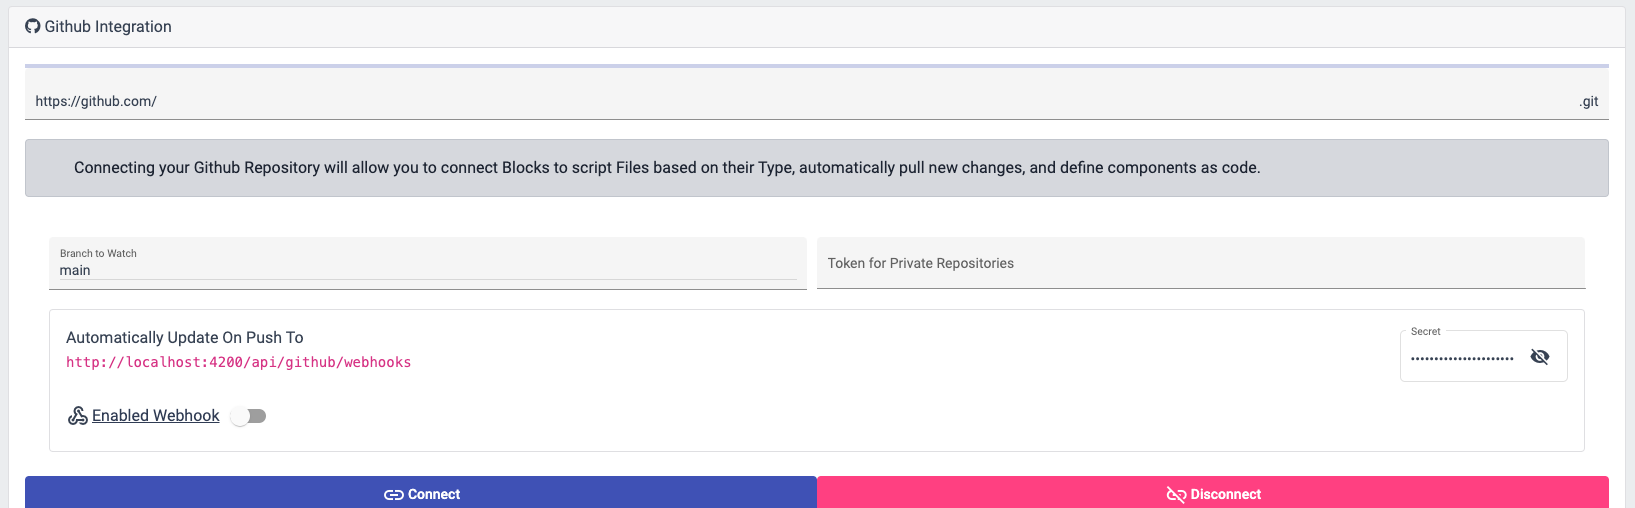 Github Integration
https://github.com/ .git
Connecting your Github Repository will allow you to connect Blocks to script Files based on their Type, automatically pull new changes, and define components as code.
Branch to Watch
main
Token for Private Repositories
Automatically Update On Push To
http://localhost:4200/api/github/webhooks
Secret
••••••••••••••••••••••
Enabled Webhook
Connect
Disconnect